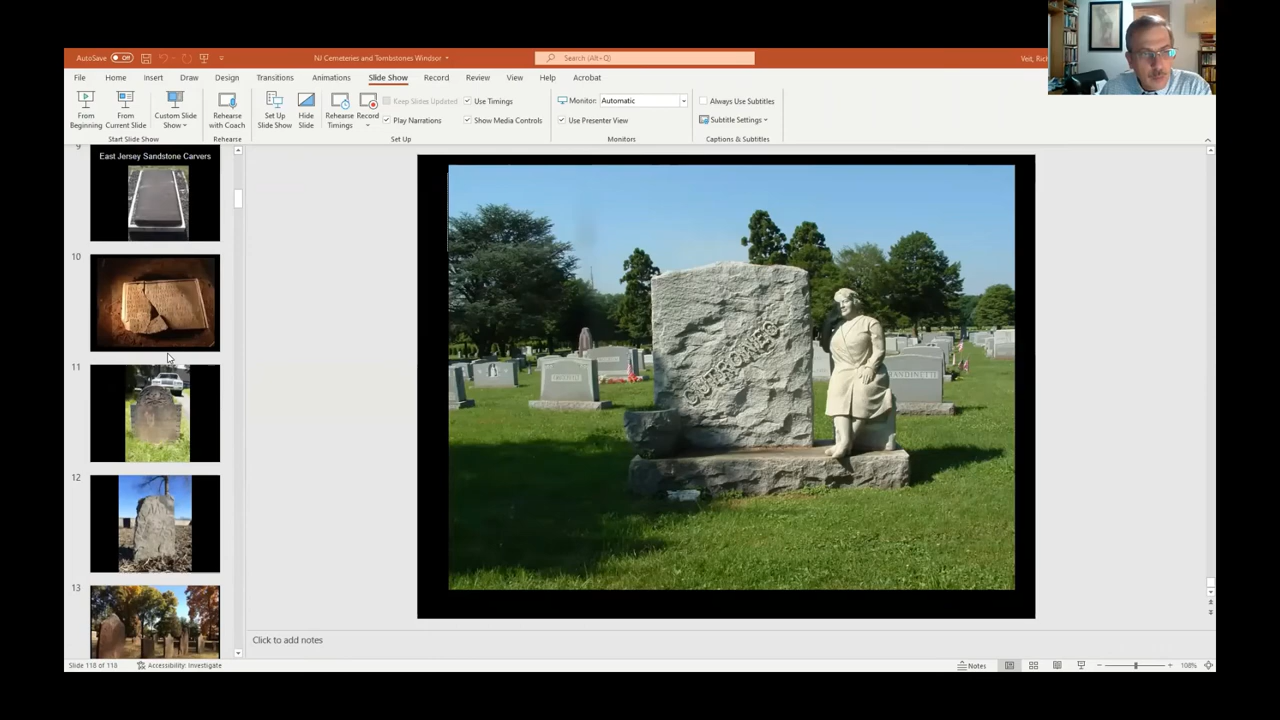 AutoSave Off
NJ Cemeteries and Tombstones Windsor
Search (Alt+Q)
Veit, Rich
File Home Insert Draw Design Transitions Animations Slide Show Record Review View Help Acrobat
From Beginning
From Current Slide
Custom Slide Show
Rehearse with Coach
Set Up Slide Show
Hide Slide
Rehearse Timings
Record
Keep Slides Updated
Use Timings
Play Narrations
Show Media Controls
Monitor: Automatic
Use Presenter View
Always Use Subtitles
Subtitle Settings
Start Slide Show
Rehearse
Set Up
Monitors
Captions & Subtitles
9
East Jersey Sandstone Carvers
10
11
12
13
Click to add notes
Slide 118 of 118
Accessibility: Investigate
Notes
108%